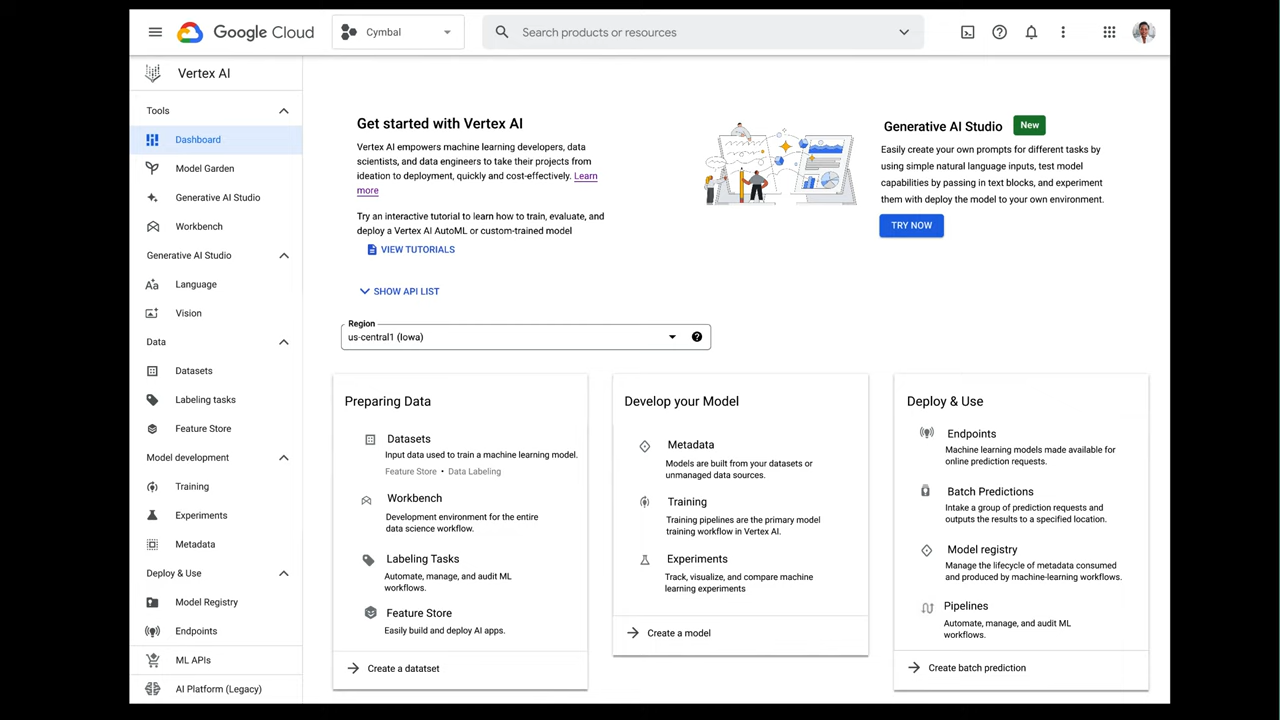 Google Cloud
Cymbal
Search products or resources
Vertex AI
Tools
Dashboard
Model Garden
Generative AI Studio
Workbench
Generative AI Studio
Language
Vision
Data
Datasets
Labeling tasks
Feature Store
Model development
Training
Experiments
Metadata
Deploy & Use
Model Registry
Endpoints
ML APIs
AI Platform (Legacy)
Get started with Vertex AI
Vertex AI empowers machine learning developers, data
scientists, and data engineers to take their projects from
ideation to deployment, quickly and cost-effectively. Learn
more
Try an interactive tutorial to learn how to train, evaluate, and
deploy a Vertex AI AutoML or custom-trained model
VIEW TUTORIALS
SHOW API LIST
Generative AI Studio New
Easily create your own prompts for different tasks by
using simple natural language inputs, test model
capabilities by passing in text blocks, and experiment
them with deploy the model to your own environment.
TRY NOW
Region
us-central1 (Iowa)
Preparing Data
Datasets
Input data used to train a machine learning model.
Feature Store • Data Labeling
Workbench
Development environment for the entire
data science workflow.
Labeling Tasks
Automate, manage, and audit ML
workflows.
Feature Store
Easily build and deploy AI apps.
Create a datatset
Develop your Model
Metadata
Models are built from your datasets or
unmanaged data sources.
Training
Training pipelines are the primary model
training workflow in Vertex AI.
Experiments
Track, visualize, and compare machine
learning experiments
Create a model
Deploy & Use
Endpoints
Machine learning models made available for
online prediction requests.
Batch Predictions
Intake a group of prediction requests and
outputs the results to a specified location.
Model registry
Manage the lifecycle of metadata consumed
and produced by machine-learning workflows.
Pipelines
Automate, manage, and audit ML
workflows.
Create batch prediction